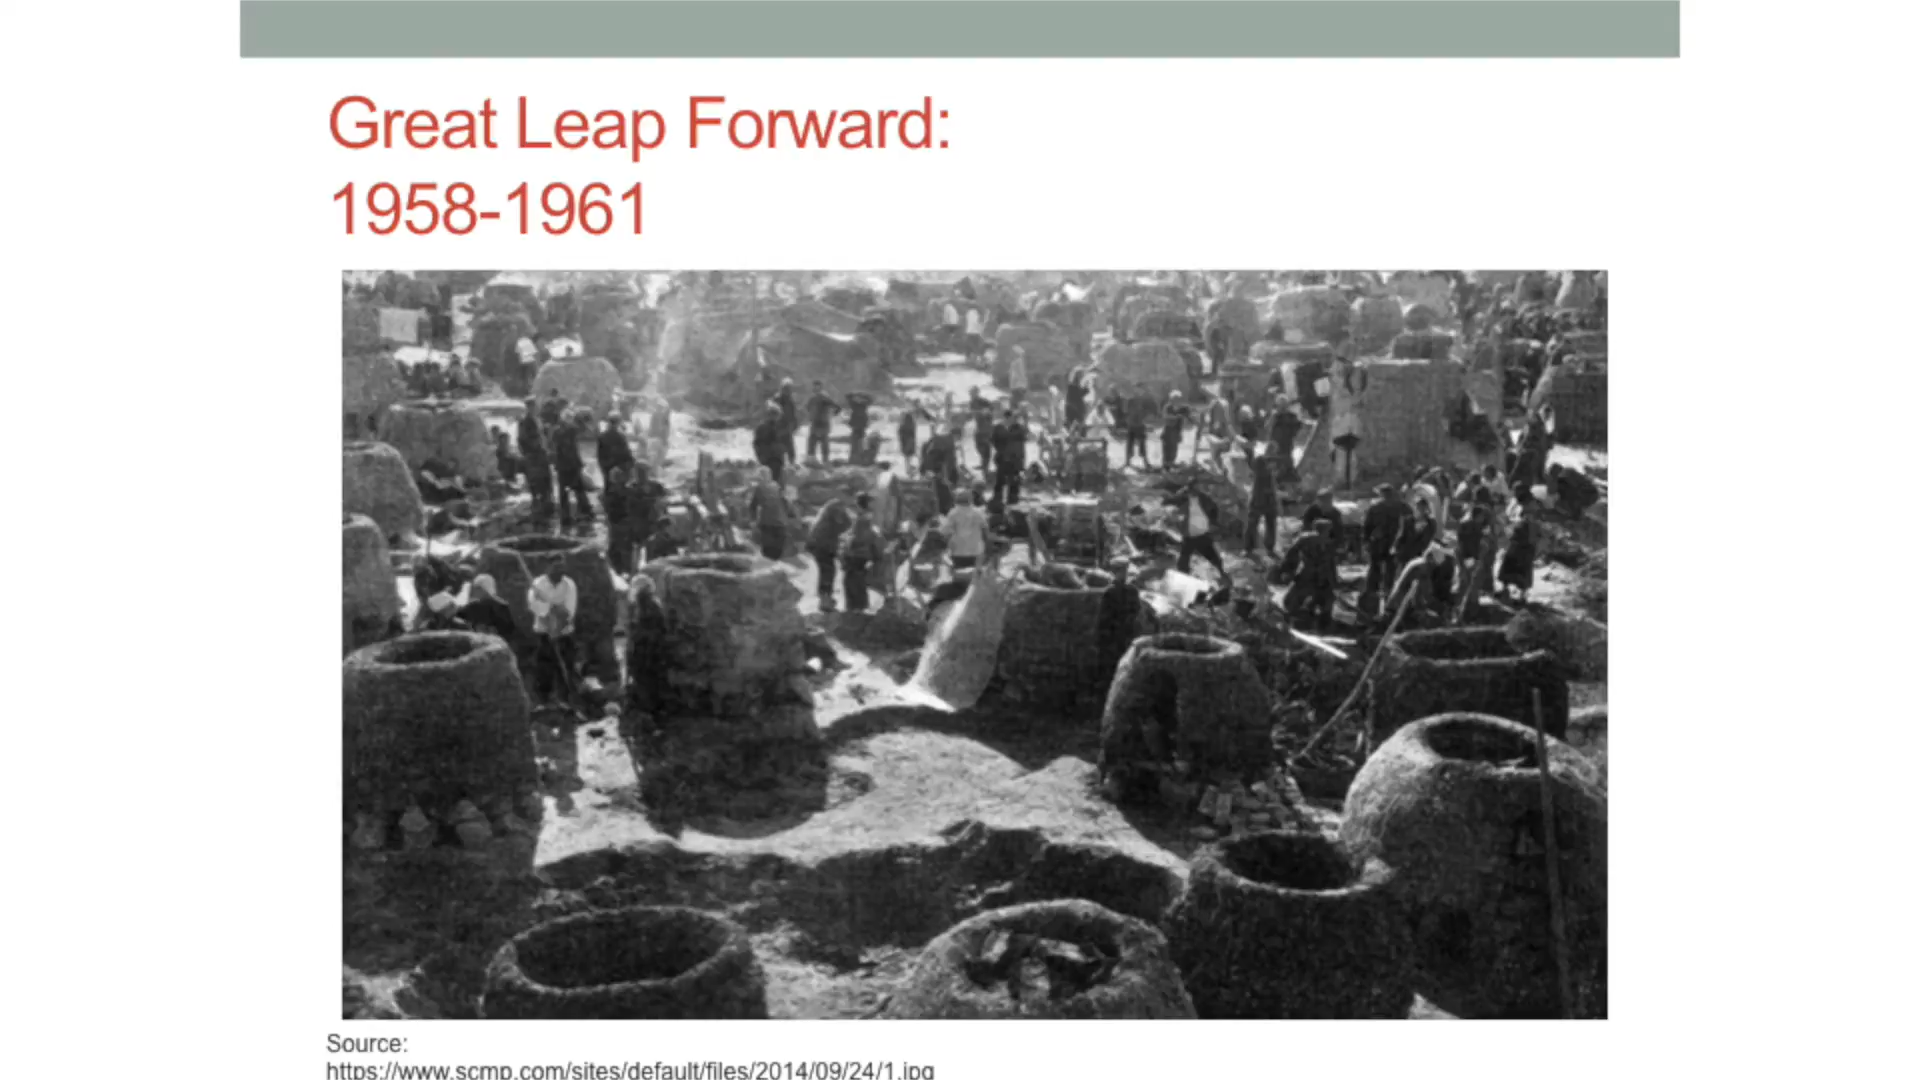 Great Leap Forward:
1958-1961
Source:
https://www.scmp.com/sites/default/files/2014/09/24/1.jpg